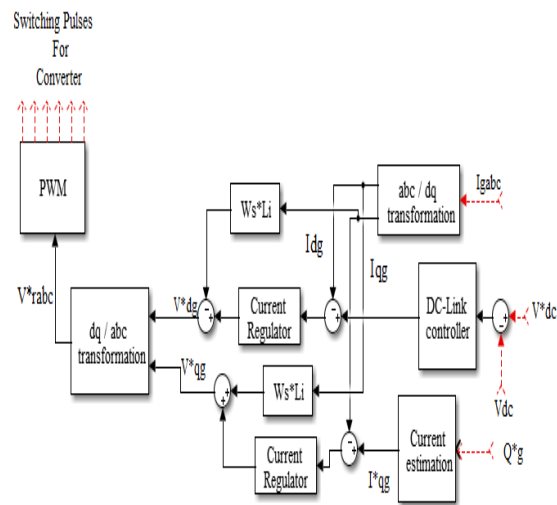 Switching Pulses
For
Converter
PWM
Ws*Li
abc / dq
transformation
Igabc
Idg
Iqg
V*rabc
dq / abc
transformation
V*dg
Current
Regulator
DC-Link
controller
V*dc
Vdc
V*qg
Ws*Li
Current
Regulator
I*qg
Current
estimation
Q*g